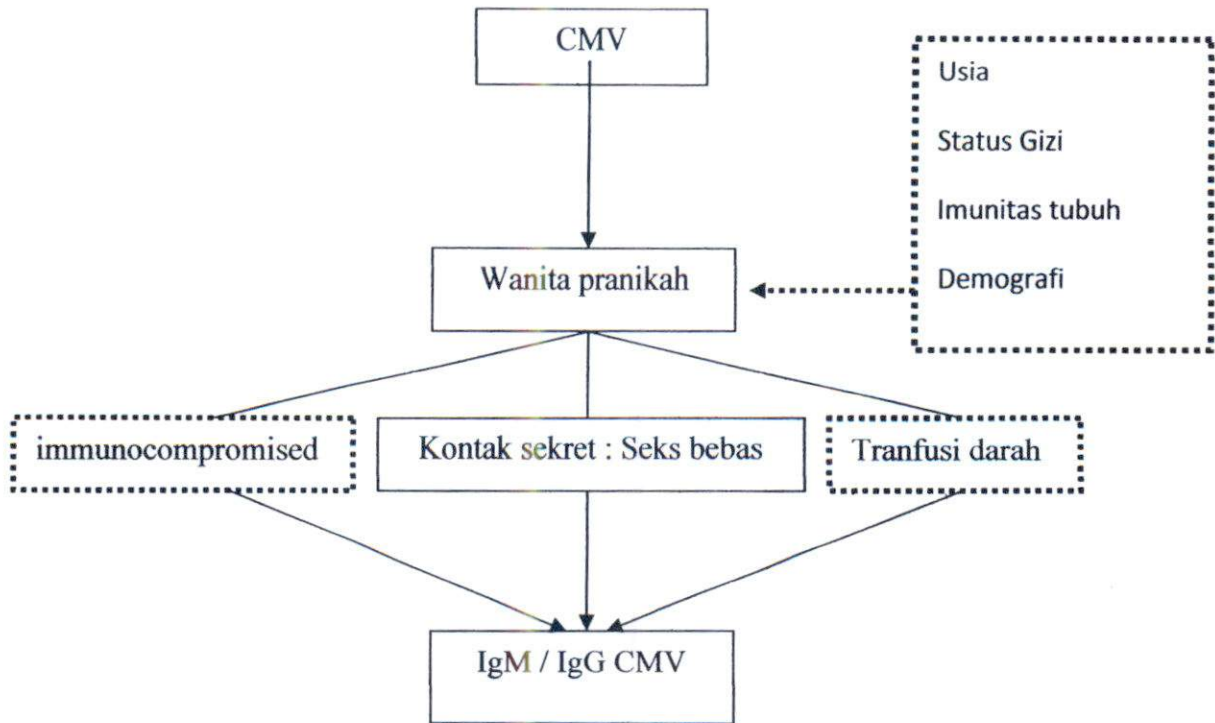 CMV
Usia
Status Gizi
Imunitas tubuh
Demografi
Wanita pranikah
immunocompromised
Kontak sekret : Seks bebas
Tranfusi darah
IgM / IgG CMV